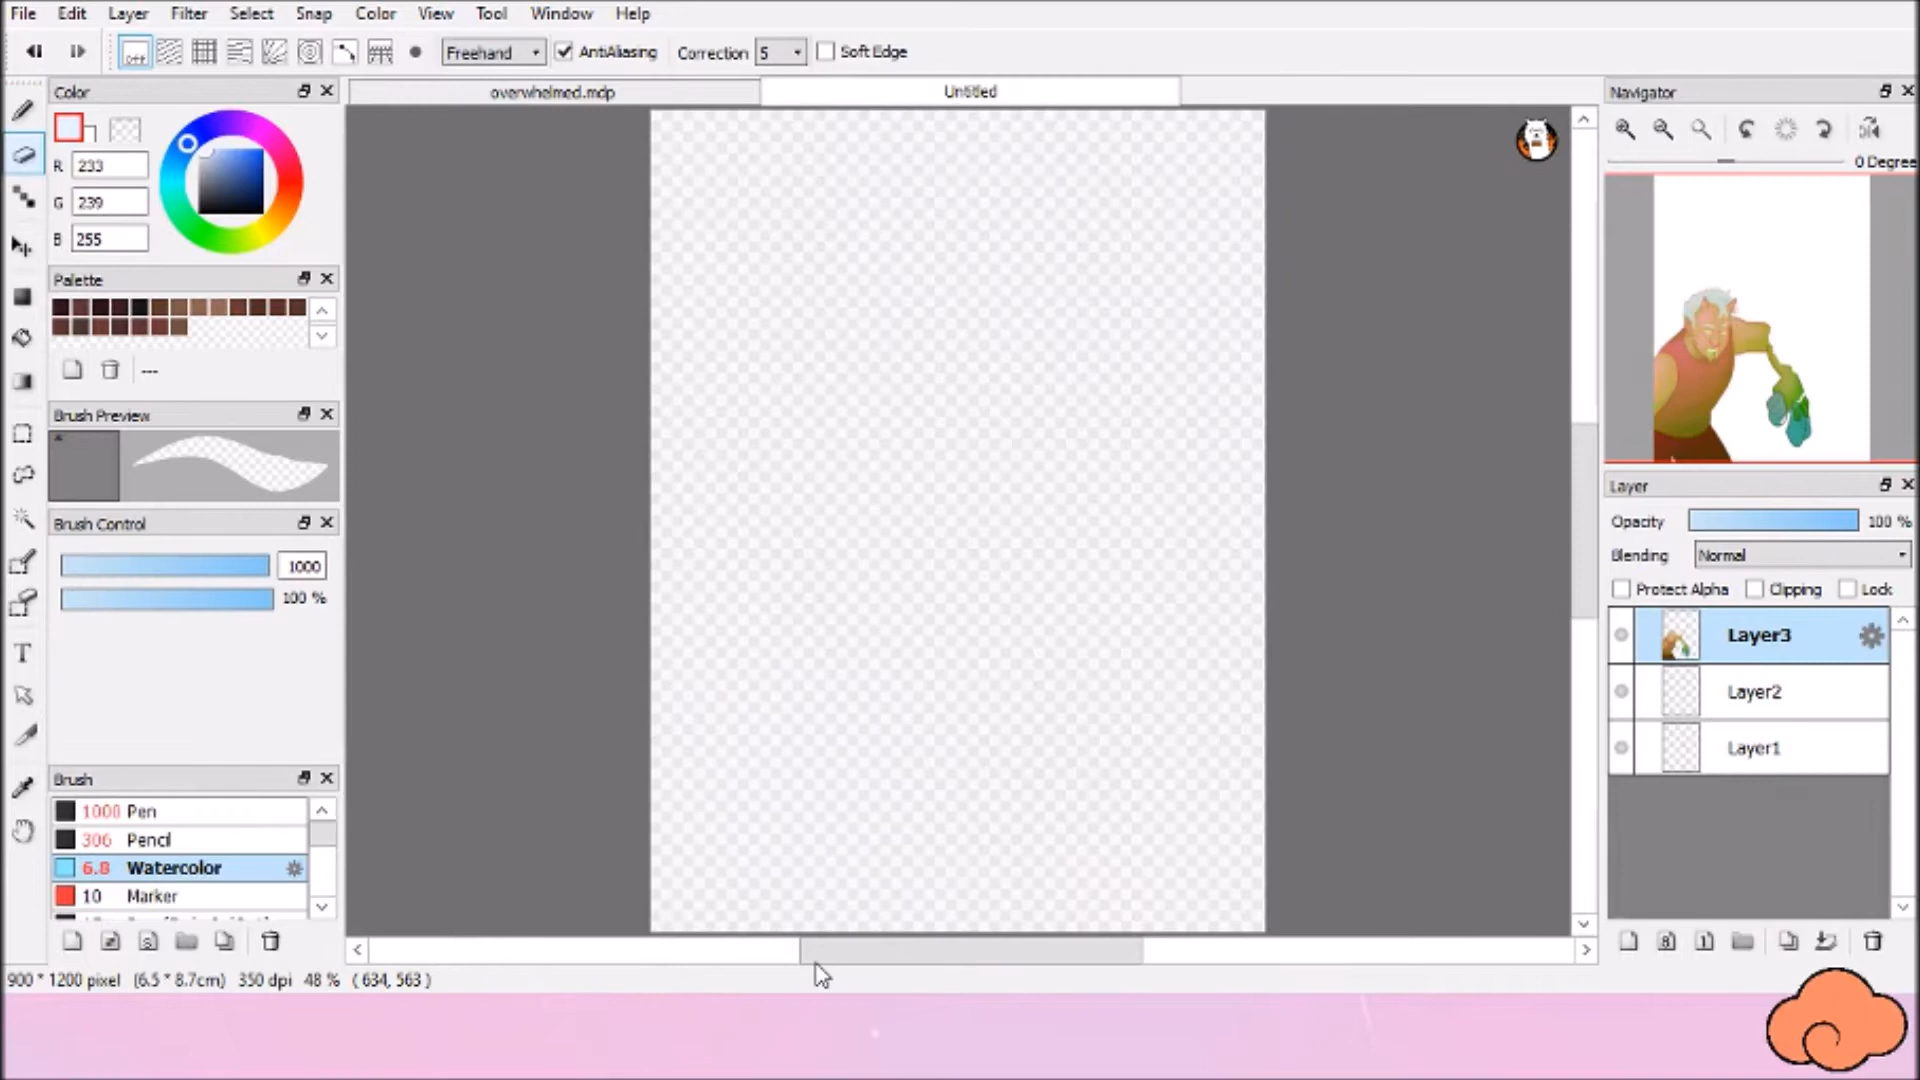 File Edit Layer Filter Select Snap Color View Tool Window Help
off Freehand AntiAliasing Correction 5 Soft Edge
Color
R 233
G 239
B 255
Palette
---
Brush Preview
Brush Control
1000
100 %
Brush
1000 Pen
306 Pencil
6.8 Watercolor
10 Marker
overwhelmed.mdp Untitled
Navigator
0 Degree
Layer
Opacity 100 %
Blending Normal
Protect Alpha Clipping Lock
Layer3
Layer2
Layer1
900 * 1200 pixel (6.5 * 8.7cm) 350 dpi 48 % ( 634, 563 )